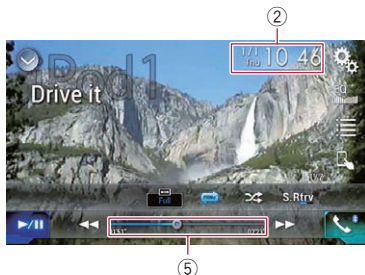 ②
1/1
Thu 10 46
iPod1
Drive it
Full
S.Rtrv
⑤